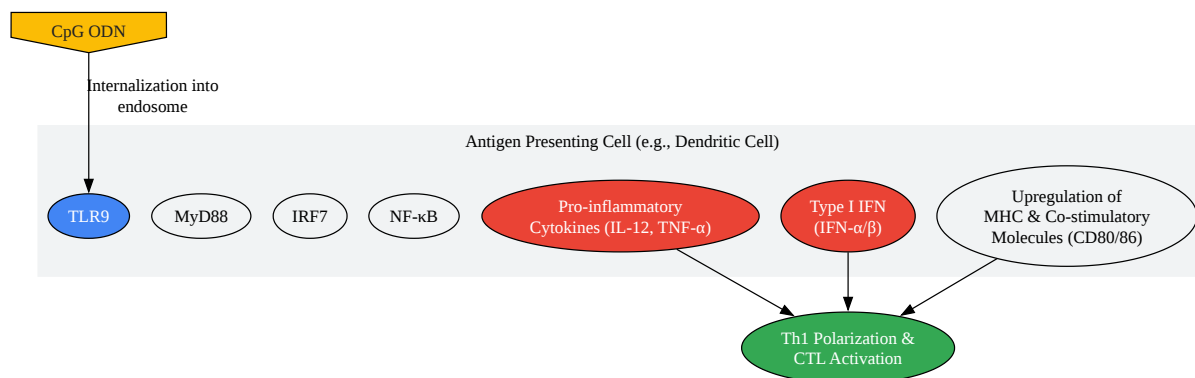 CpG ODN
Internalization into
endosome
Antigen Presenting Cell (e.g., Dendritic Cell)
TLR9
MyD88
IRF7
NF-κB
Pro-inflammatory
Cytokines (IL-12, TNF-α)
Type I IFN
(IFN-α/β)
Upregulation of
MHC & Co-stimulatory
Molecules (CD80/86)
Th1 Polarization &
CTL Activation